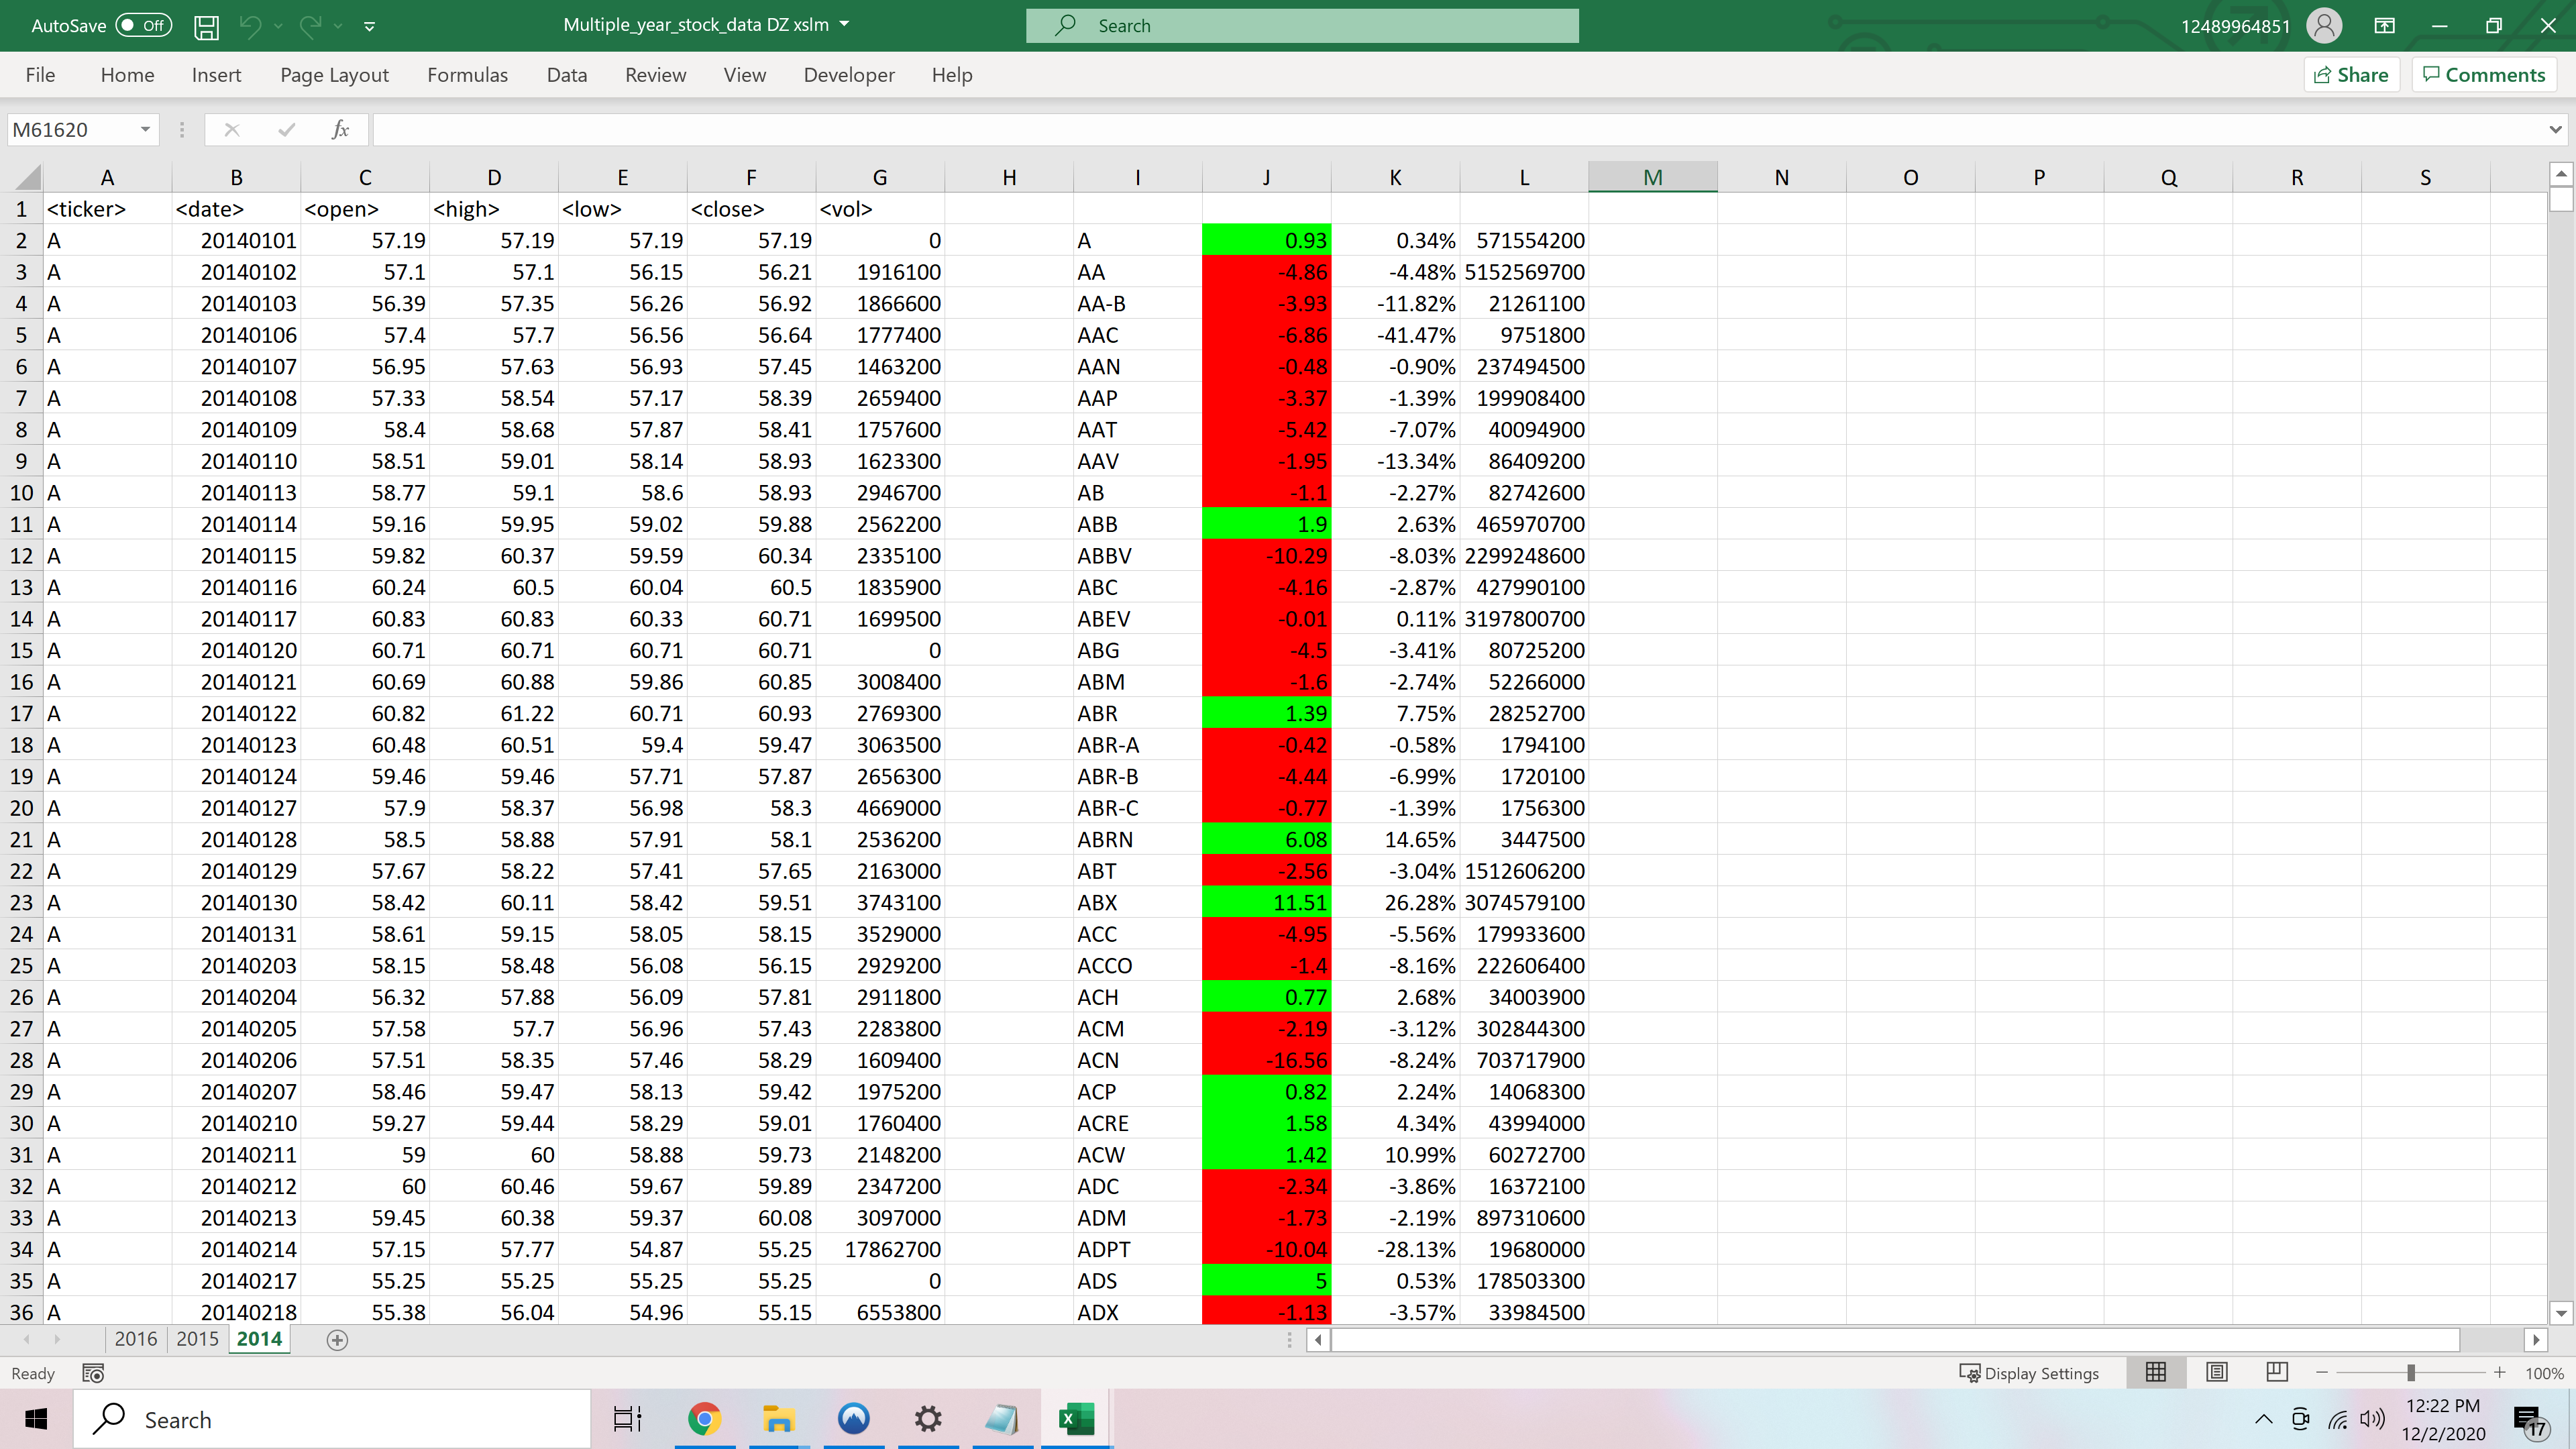 AutoSave Off Multiple_year_stock_data DZ xslm Search 12489964851
File Home Insert Page Layout Formulas Data Review View Developer Help Share Comments
M61620 fx
A B C D E F G H I J K L M N O P Q R S
1 <ticker> <date> <open> <high> <low> <close> <vol>
2 A 20140101 57.19 57.19 57.19 57.19 0 A 0.93 0.34% 571554200
3 A 20140102 57.1 57.1 56.15 56.21 1916100 AA -4.86 -4.48% 5152569700
4 A 20140103 56.39 57.35 56.26 56.92 1866600 AA-B -3.93 -11.82% 21261100
5 A 20140106 57.4 57.7 56.56 56.64 1777400 AAC -6.86 -41.47% 9751800
6 A 20140107 56.95 57.63 56.93 57.45 1463200 AAN -0.48 -0.90% 237494500
7 A 20140108 57.33 58.54 57.17 58.39 2659400 AAP -3.37 -1.39% 199908400
8 A 20140109 58.4 58.68 57.87 58.41 1757600 AAT -5.42 -7.07% 40094900
9 A 20140110 58.51 59.01 58.14 58.93 1623300 AAV -1.95 -13.34% 86409200
10 A 20140113 58.77 59.1 58.6 58.93 2946700 AB -1.1 -2.27% 82742600
11 A 20140114 59.16 59.95 59.02 59.88 2562200 ABB 1.9 2.63% 465970700
12 A 20140115 59.82 60.37 59.59 60.34 2335100 ABBV -10.29 -8.03% 2299248600
13 A 20140116 60.24 60.5 60.04 60.5 1835900 ABC -4.16 -2.87% 427990100
14 A 20140117 60.83 60.83 60.33 60.71 1699500 ABEV -0.01 0.11% 3197800700
15 A 20140120 60.71 60.71 60.71 60.71 0 ABG -4.5 -3.41% 80725200
16 A 20140121 60.69 60.88 59.86 60.85 3008400 ABM -1.6 -2.74% 52266000
17 A 20140122 60.82 61.22 60.71 60.93 2769300 ABR 1.39 7.75% 28252700
18 A 20140123 60.48 60.51 59.4 59.47 3063500 ABR-A -0.42 -0.58% 1794100
19 A 20140124 59.46 59.46 57.71 57.87 2656300 ABR-B -4.44 -6.99% 1720100
20 A 20140127 57.9 58.37 56.98 58.3 4669000 ABR-C -0.77 -1.39% 1756300
21 A 20140128 58.5 58.88 57.91 58.1 2536200 ABRN 6.08 14.65% 3447500
22 A 20140129 57.67 58.22 57.41 57.65 2163000 ABT -2.56 -3.04% 1512606200
23 A 20140130 58.42 60.11 58.42 59.51 3743100 ABX 11.51 26.28% 3074579100
24 A 20140131 58.61 59.15 58.05 58.15 3529000 ACC -4.95 -5.56% 179933600
25 A 20140203 58.15 58.48 56.08 56.15 2929200 ACCO -1.4 -8.16% 222606400
26 A 20140204 56.32 57.88 56.09 57.81 2911800 ACH 0.77 2.68% 34003900
27 A 20140205 57.58 57.7 56.96 57.43 2283800 ACM -2.19 -3.12% 302844300
28 A 20140206 57.51 58.35 57.46 58.29 1609400 ACN -16.56 -8.24% 703717900
29 A 20140207 58.46 59.47 58.13 59.42 1975200 ACP 0.82 2.24% 14068300
30 A 20140210 59.27 59.44 58.29 59.01 1760400 ACRE 1.58 4.34% 43994000
31 A 20140211 59 60 58.88 59.73 2148200 ACW 1.42 10.99% 60272700
32 A 20140212 60 60.46 59.67 59.89 2347200 ADC -2.34 -3.86% 16372100
33 A 20140213 59.45 60.38 59.37 60.08 3097000 ADM -1.73 -2.19% 897310600
34 A 20140214 57.15 57.77 54.87 55.25 17862700 ADPT -10.04 -28.13% 19680000
35 A 20140217 55.25 55.25 55.25 55.25 0 ADS 5 0.53% 178503300
36 A 20140218 55.38 56.04 54.96 55.15 6553800 ADX -1.13 -3.57% 33984500
2016 2015 2014
Ready Display Settings 100%
Search 12:22 PM
12/2/2020 17